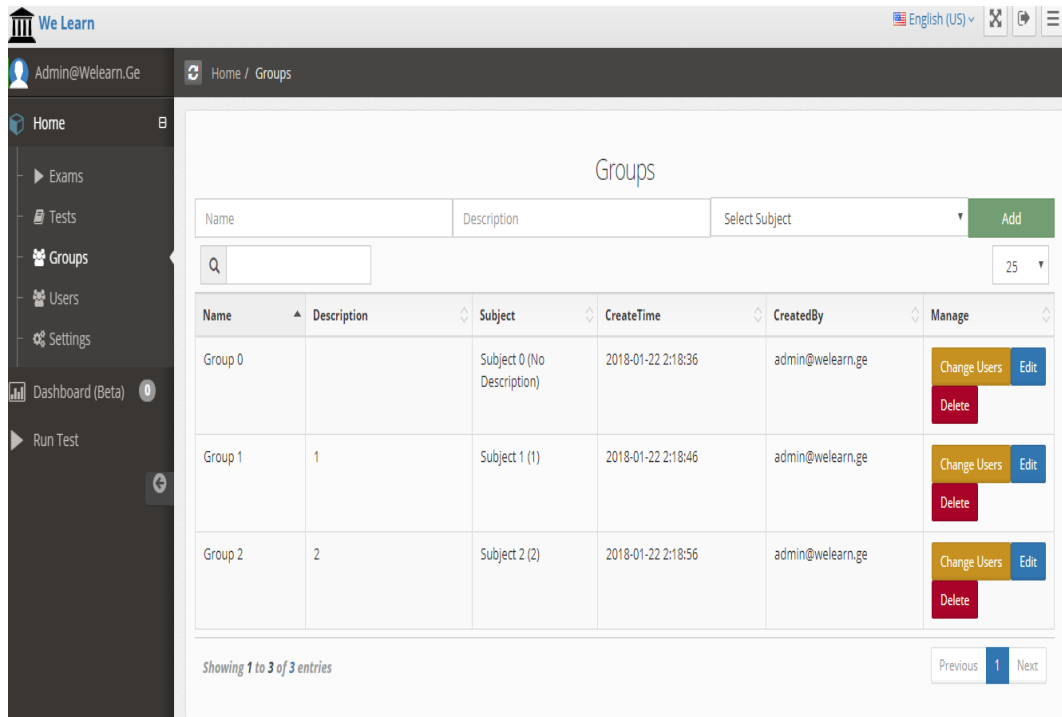 We Learn
English (US)
Admin@Welearn.Ge
Home / Groups
Home
Exams
Tests
Groups
Users
Settings
Dashboard (Beta) 0
Run Test
Groups
Name Description Select Subject Add
25
Name Description Subject CreateTime CreatedBy Manage
Group 0 Subject 0 (No 2018-01-22 2:18:36 admin@welearn.ge Change Users Edit
Description)
Delete
Group 1 1 Subject 1 (1) 2018-01-22 2:18:46 admin@welearn.ge Change Users Edit
Delete
Group 2 2 Subject 2 (2) 2018-01-22 2:18:56 admin@welearn.ge Change Users Edit
Delete
Showing 1 to 3 of 3 entries
Previous 1 Next